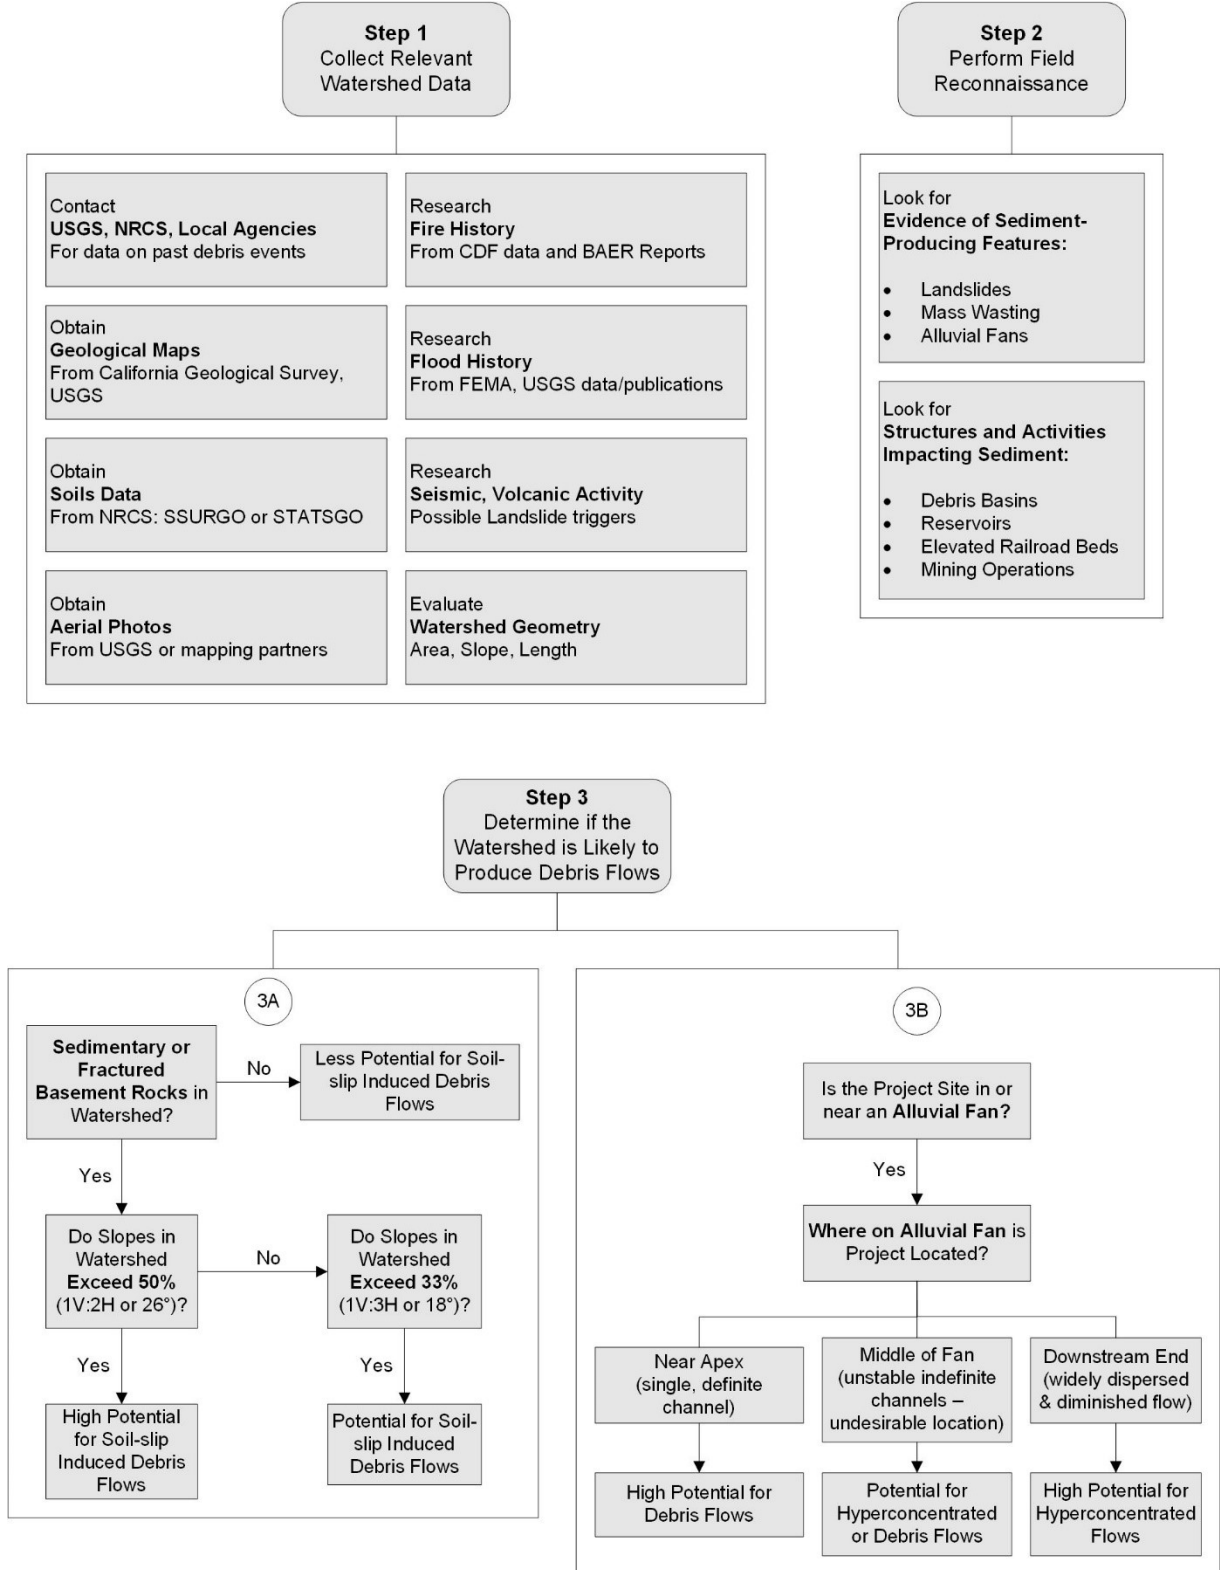 Step 1
Collect Relevant
Watershed Data
Contact
USGS, NRCS, Local Agencies
For data on past debris events
Research
Fire History
From CDF data and BAER Reports
Obtain
Geological Maps
From California Geological Survey,
USGS
Research
Flood History
From FEMA, USGS data/publications
Obtain
Soils Data
From NRCS: SSURGO or STATSGO
Research
Seismic, Volcanic Activity
Possible Landslide triggers
Obtain
Aerial Photos
From USGS or mapping partners
Evaluate
Watershed Geometry
Area, Slope, Length
Step 2
Perform Field
Reconnaissance
Look for
Evidence of Sediment-
Producing Features:
• Landslides
• Mass Wasting
• Alluvial Fans
Look for
Structures and Activities
Impacting Sediment:
• Debris Basins
• Reservoirs
• Elevated Railroad Beds
• Mining Operations
Step 3
Determine if the
Watershed is Likely to
Produce Debris Flows
3A
Sedimentary or
Fractured
Basement Rocks in
Watershed?
No
Less Potential for Soil-
slip Induced Debris
Flows
Yes
Do Slopes in
Watershed
Exceed 50%
(1V:2H or 26°)?
No
Do Slopes in
Watershed
Exceed 33%
(1V:3H or 18°)?
Yes
High Potential
for Soil-slip
Induced Debris
Flows
Yes
Potential for Soil-
slip Induced
Debris Flows
3B
Is the Project Site in or
near an Alluvial Fan?
Yes
Where on Alluvial Fan is
Project Located?
Near Apex
(single, definite
channel)
Middle of Fan
(unstable indefinite
channels –
undesirable location)
Downstream End
(widely dispersed
& diminished flow)
High Potential for
Debris Flows
Potential for
Hyperconcentrated
or Debris Flows
High Potential for
Hyperconcentrated
Flows